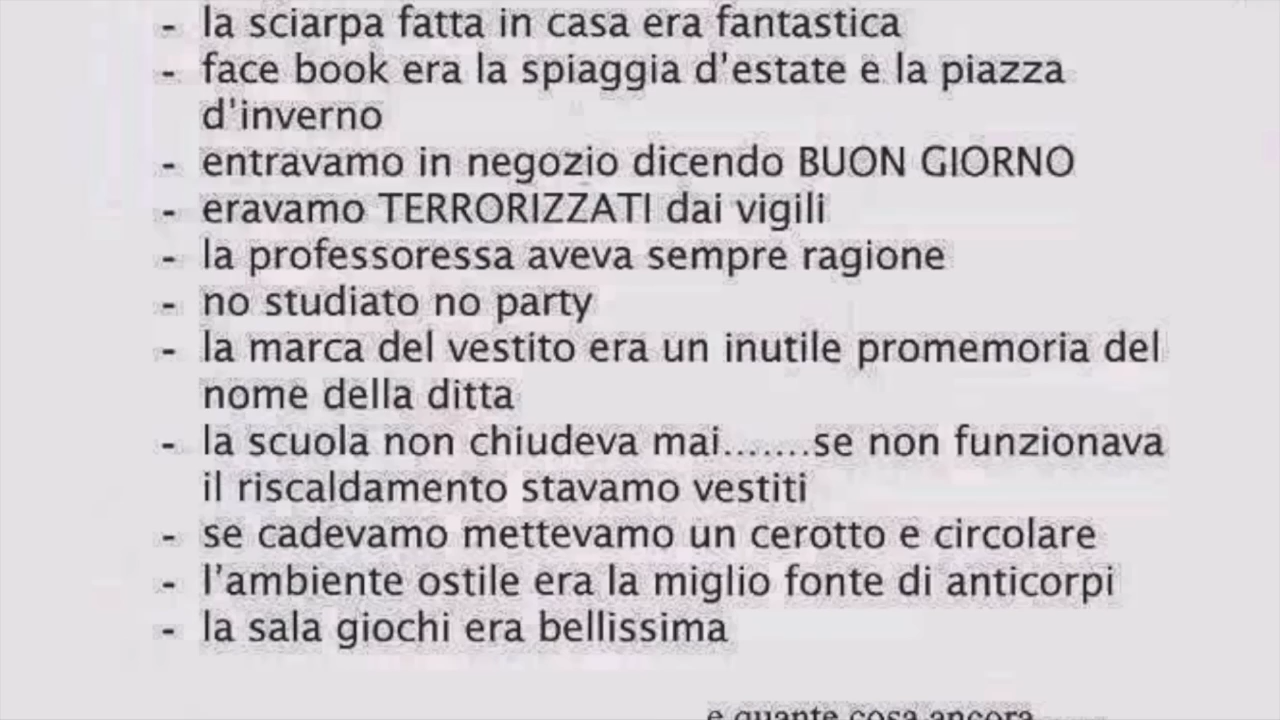 - la sciarpa fatta in casa era fantastica
- face book era la spiaggia d'estate e la piazza
d'inverno
- entravamo in negozio dicendo BUON GIORNO
- eravamo TERRORIZZATI dai vigili
- la professoressa aveva sempre ragione
- no studiato no party
- la marca del vestito era un inutile promemoria del
nome della ditta
- la scuola non chiudeva mai.......se non funzionava
il riscaldamento stavamo vestiti
- se cadevamo mettevamo un cerotto e circolare
- l'ambiente ostile era la miglio fonte di anticorpi
- la sala giochi era bellissima
e quante cosa ancora